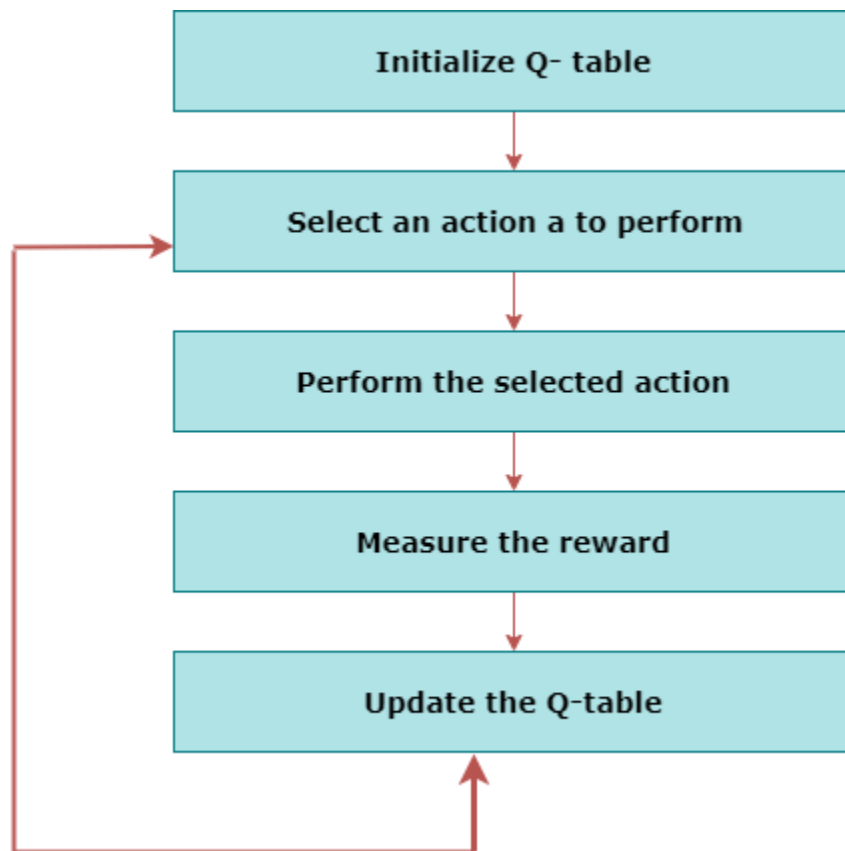 Initialize Q- table
Select an action a to perform
Perform the selected action
Measure the reward
Update the Q-table